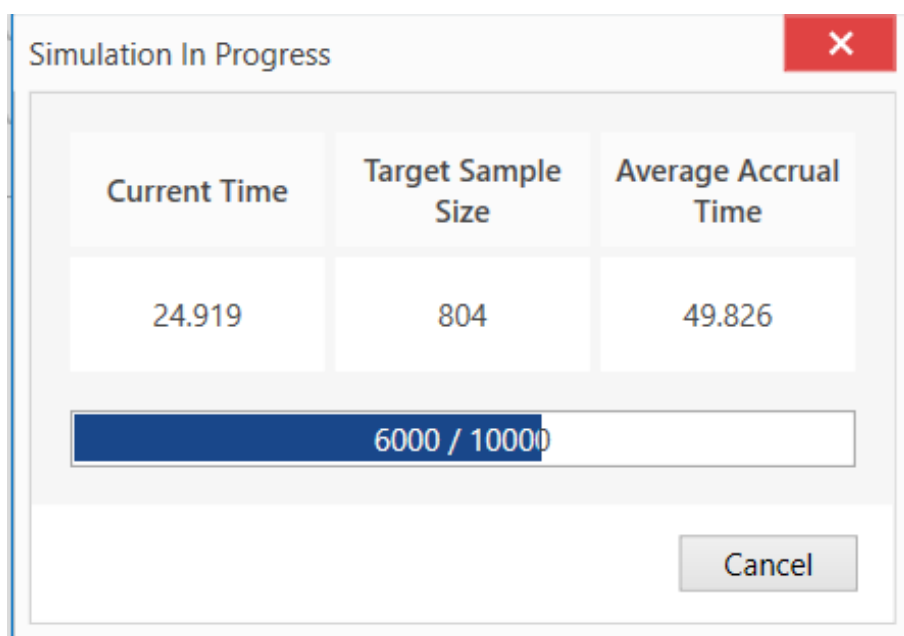 Simulation In Progress
Current Time
Target Sample
Size
Average Accrual
Time
24.919
804
49.826
6000 / 10000
Cancel